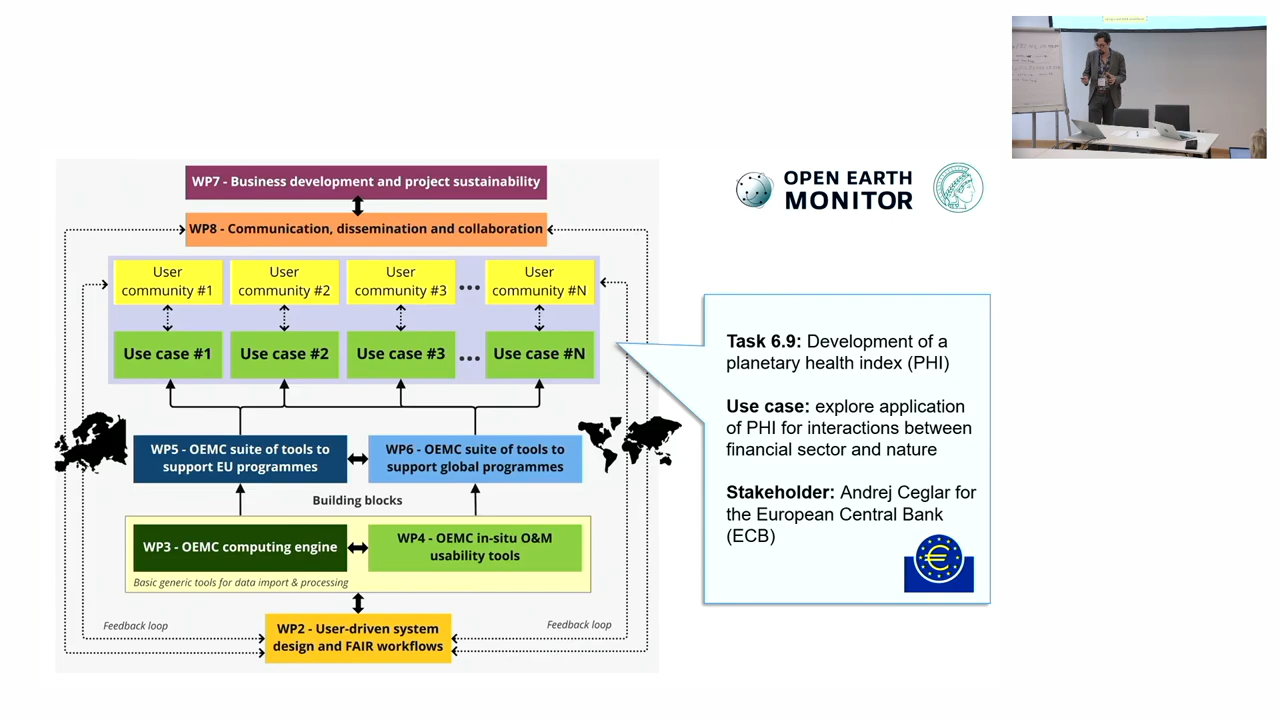 WP7 - Business development and project sustainability
WP8 - Communication, dissemination and collaboration
User
community #1
User
community #2
User
community #3
User
community #N
Use case #1
Use case #2
Use case #3
Use case #N
WP5 - OEMC suite of tools to
support EU programmes
WP6 - OEMC suite of tools to
support global programmes
Building blocks
WP3 - OEMC computing engine
WP4 - OEMC in-situ O&M
usability tools
Basic generic tools for data import & processing
Feedback loop
Feedback loop
WP2 - User-driven system
design and FAIR workflows
OPEN EARTH
MONITOR
Task 6.9: Development of a
planetary health index (PHI)
Use case: explore application
of PHI for interactions between
financial sector and nature
Stakeholder: Andrej Ceglar for
the European Central Bank
(ECB)